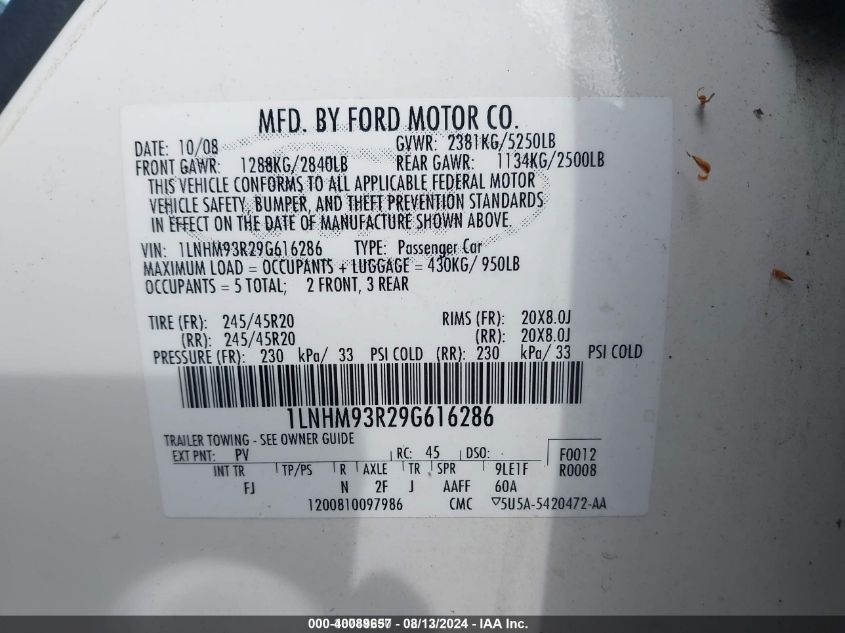 MFD. BY FORD MOTOR CO.
DATE: 10/08 GVWR: 2381KG/5250LB
FRONT GAWR: 1288KG/2840LB REAR GAWR: 1134KG/2500LB
THIS VEHICLE CONFORMS TO ALL APPLICABLE FEDERAL MOTOR
VEHICLE SAFETY, BUMPER, AND THEFT PREVENTION STANDARDS
IN EFFECT ON THE DATE OF MANUFACTURE SHOWN ABOVE.
VIN: 1LNHM93R29G616286 TYPE: Passenger Car
MAXIMUM LOAD = OCCUPANTS + LUGGAGE = 430KG/ 950LB
OCCUPANTS = 5 TOTAL; 2 FRONT, 3 REAR
TIRE (FR): 245/45R20 RIMS (FR): 20X8.0J
(RR): 245/45R20 (RR): 20X8.0J
PRESSURE (FR): 230 kPa/ 33 PSI COLD (RR): 230 kPa/ 33 PSI COLD
1LNHM93R29G616286
TRAILER TOWING - SEE OWNER GUIDE
EXT PNT: PV RC: 45 DSO: F0012
INT TR TP/PS R AXLE TR SPR 9LE1F R0008
FJ N 2F J AAFF 60A
1200810097986 CMC ▽5U5A-5420472-AA
000-40089657 - 08/13/2024 - IAA Inc.